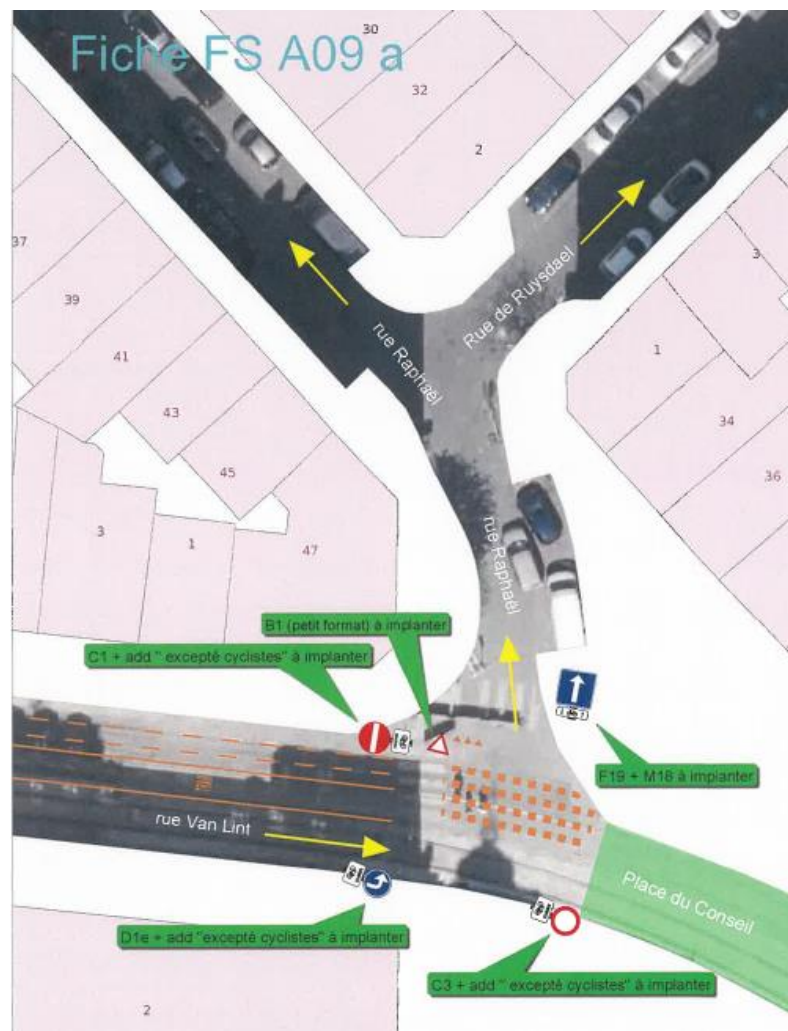 Fiche FS A09 a
30
32
2
37
39
41
43
45
47
3
1
3
1
34
36
rue Raphaël
Rue de Ruysdael
rue Raphaël
B1 (petit format) à implanter
C1 + add " excepté cyclistes" à implanter
F19 + M18 à implanter
rue Van Lint
Place du Conseil
D1e + add "excepté cyclistes" à implanter
C3 + add " excepté cyclistes" à implanter
2